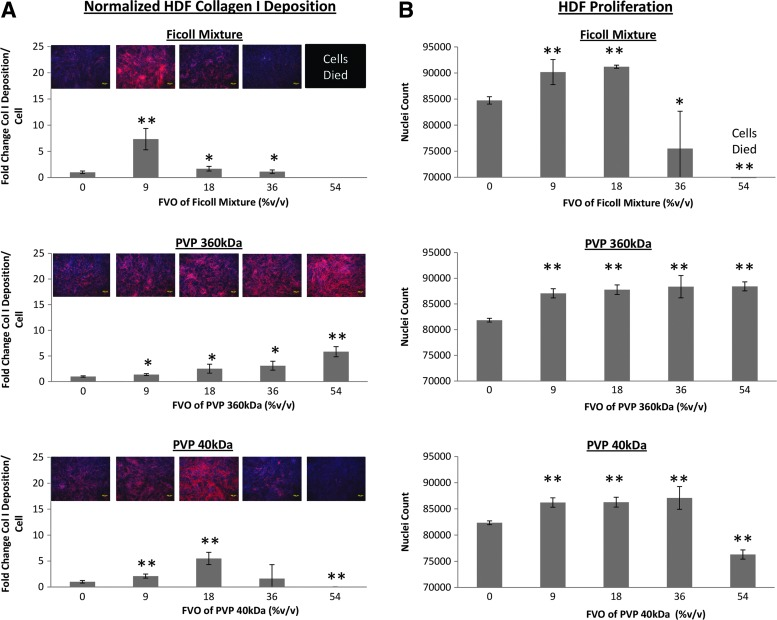 A
Normalized HDF Collagen I Deposition
Ficoll Mixture
Fold Change Col I Deposition/
Cell
25
20
15
10
5
0
Cells
Died
**
*
*
0 9 18 36 54
FVO of Ficoll Mixture (%v/v)
PVP 360kDa
Fold Change Col I Deposition/
Cell
25
20
15
10
5
0
*
*
*
**
0 9 18 36 54
FVO of PVP 360kDa (%v/v)
PVP 40kDa
Fold Change Col I Deposition/
Cell
25
20
15
10
5
0
**
**
**
0 9 18 36 54
FVO of PVP 40kDa (%v/v)
B
HDF Proliferation
Ficoll Mixture
Nuclei Count
95000
90000
85000
80000
75000
70000
**
**
*
Cells
Died
**
0 9 18 36 54
FVO of Ficoll Mixture (%v/v)
PVP 360kDa
Nuclei Count
95000
90000
85000
80000
75000
70000
**
**
**
**
0 9 18 36 54
FVO of PVP 360kDa (%v/v)
PVP 40kDa
Nuclei Count
95000
90000
85000
80000
75000
70000
**
**
**
**
0 9 18 36 54
FVO of PVP 40kDa (%v/v)